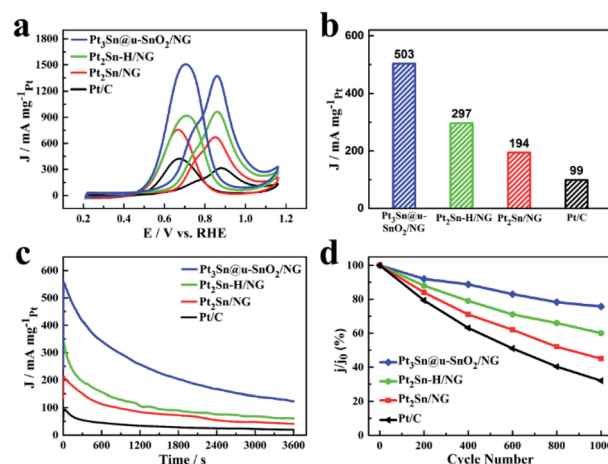 a
J / mA mg⁻¹Pt
1800
1500
1200
900
600
300
0
Pt₃Sn@u-SnO₂/NG
Pt₂Sn-H/NG
Pt₂Sn/NG
Pt/C
0.2 0.4 0.6 0.8 1.0 1.2
E / V vs. RHE
b
J / mA mg⁻¹Pt
600
400
200
0
503
297
194
99
Pt₃Sn@u-
SnO₂/NG
Pt₂Sn-H/NG
Pt₂Sn/NG
Pt/C
c
J / mA mg⁻¹Pt
600
500
400
300
200
100
0
Pt₃Sn@u-SnO₂/NG
Pt₂Sn-H/NG
Pt₂Sn/NG
Pt/C
0 600 1200 1800 2400 3000 3600
Time / s
d
j/j₀ (%)
100
80
60
40
20
0
Pt₃Sn@u-SnO₂/NG
Pt₂Sn-H/NG
Pt₂Sn/NG
Pt/C
0 200 400 600 800 1000
Cycle Number